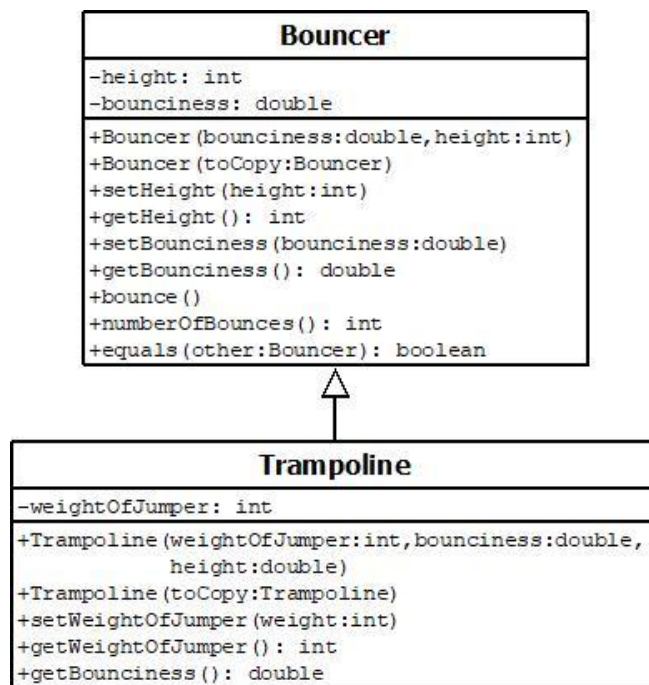 Bouncer
-height: int
-bounciness: double
+Bouncer(bounciness:double,height:int)
+Bouncer(toCopy:Bouncer)
+setHeight(height:int)
+getHeight(): int
+setBounciness(bounciness:double)
+getBounciness(): double
+bounce()
+numberOfBounces(): int
+equals(other:Bouncer): boolean
Trampoline
-weightOfJumper: int
+Trampoline(weightOfJumper:int,bounciness:double,
height:double)
+Trampoline(toCopy:Trampoline)
+setWeightOfJumper(weight:int)
+getWeightOfJumper(): int
+getBounciness(): double